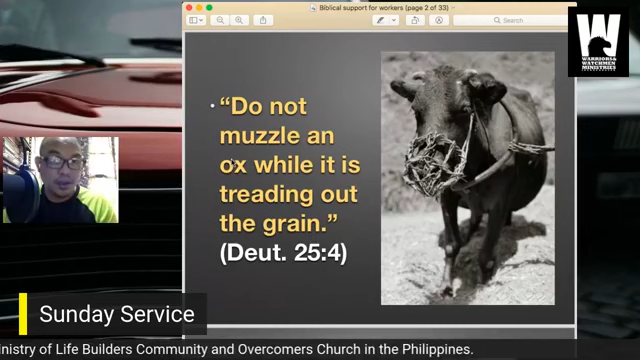 Biblical support for workers (page 2 of 33)
Search
WARRIORS &
WATCHMEN
MINISTRIES
• “Do not
muzzle an
ox while it is
treading out
the grain.”
(Deut. 25:4)
Sunday Service
inistry of Life Builders Community and Overcomers Church in the Philippines.